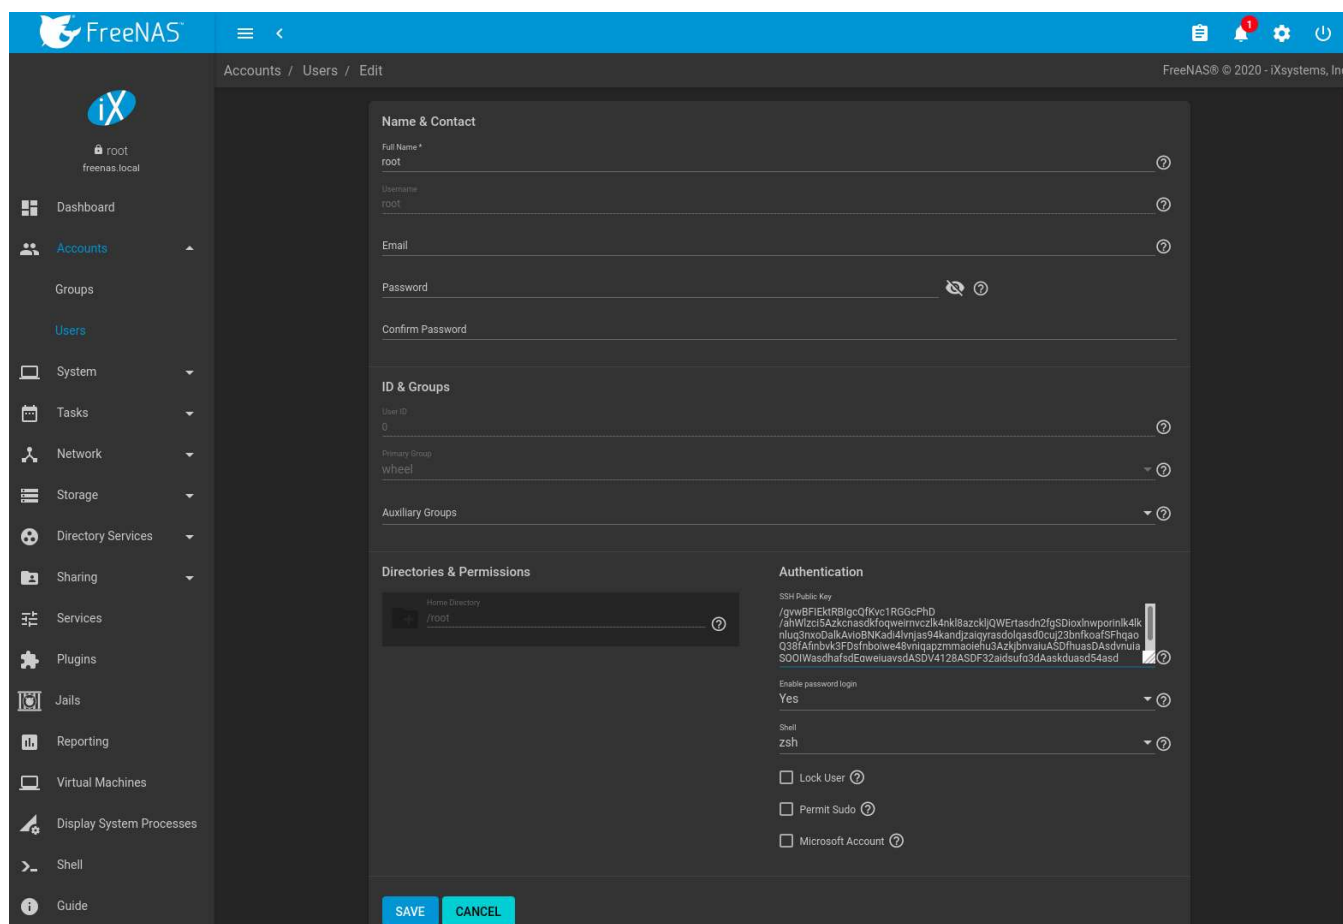 FreeNAS
1
Accounts / Users / Edit
FreeNAS® © 2020 - iXsystems, Inc
iX
root
freenas.local
Dashboard
Accounts
Groups
Users
System
Tasks
Network
Storage
Directory Services
Sharing
Services
Plugins
Jails
Reporting
Virtual Machines
Display System Processes
Shell
Guide
Name & Contact
Full Name *
root
Username
root
Email
Password
Confirm Password
ID & Groups
User ID
0
Primary Group
wheel
Auxiliary Groups
Directories & Permissions
Home Directory
/root
Authentication
SSH Public Key
/gvwBFIEktRBIgcQfKvc1RGGcPhD
/ahWlzci5Azkcnasdkfoqweirnvczlk4nkl8azckljQWErtasdn2fgSDioxlnwporinlk4lk
nluq3nxoDalkAvioBNKadi4lvnjas94kandjzaiqyrasdolqasd0cuj23bnfkoafSFhqao
Q38fAfinbvk3FDsfnboiwe48vniqapzmmaoiehu3AzkjbnvaiuASDfhuasDAsdvnuia
SOOIWasdhafsdEqweiuavsdASDV4128ASDF32aidsufg3dAaskduasd54asd
Enable password login
Yes
Shell
zsh
Lock User
Permit Sudo
Microsoft Account
SAVE
CANCEL